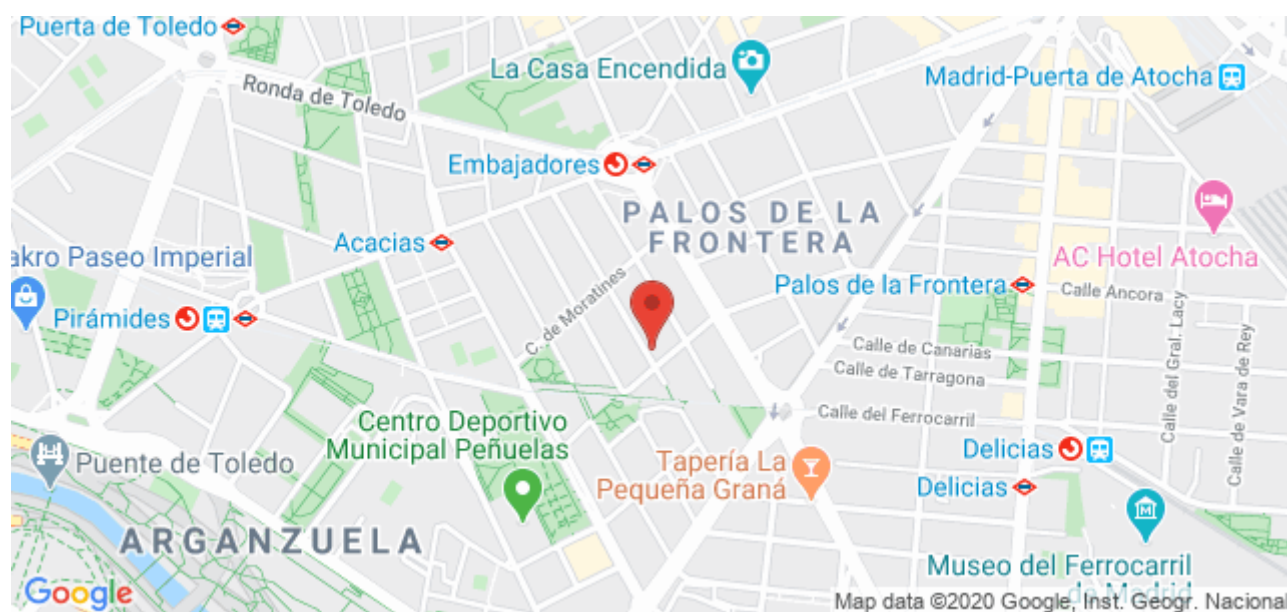 Puerta de Toledo
La Casa Encendida
Madrid-Puerta de Atocha
Ronda de Toledo
Embajadores
PALOS DE LA
FRONTERA
Acacias
akro Paseo Imperial
AC Hotel Atocha
Palos de la Frontera
Calle Ancora
Pirámides
C. de Moratines
Calle del Gral. Lacy
Calle de Vara de Rey
Calle de Canarias
Calle de Tarragona
Calle del Ferrocarril
Centro Deportivo
Municipal Peñuelas
Puente de Toledo
Tapería La
Pequeña Graná
Delicias
Delicias
ARGANZUELA
Museo del Ferrocarril
de Madrid
Google
Map data ©2020 Google, Inst. Geogr. Naciona